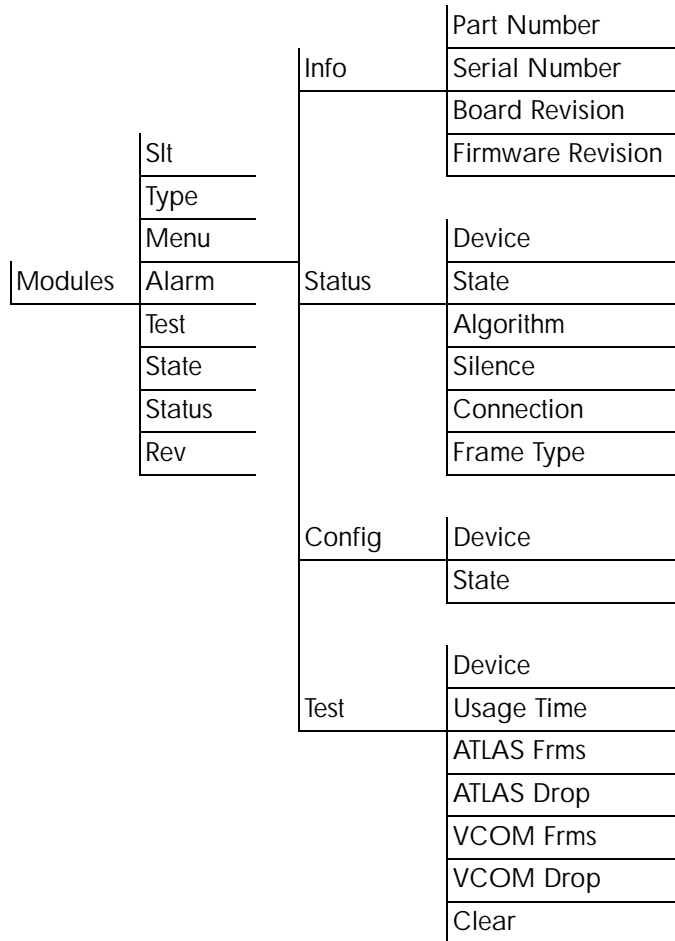 Part Number
Info Serial Number
Board Revision
Slt Firmware Revision
Type
Menu Device
Modules Alarm Status State
Test Algorithm
State Silence
Status Connection
Rev Frame Type
Config Device
State
Device
Test Usage Time
ATLAS Frms
ATLAS Drop
VCOM Frms
VCOM Drop
Clear